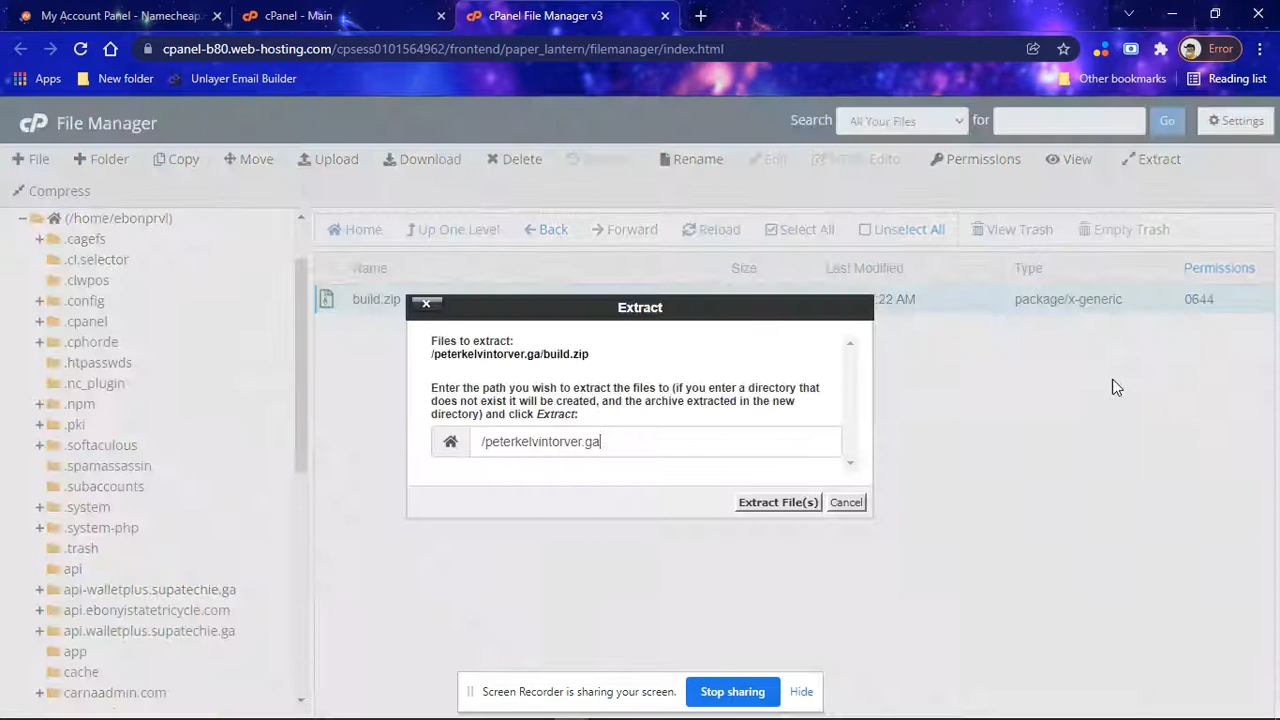 My Account Panel - Namecheap
cPanel - Main
cPanel File Manager v3
cpanel-b80.web-hosting.com/cpsess0101564962/frontend/paper_lantern/filemanager/index.html
Error
Apps
New folder
Unlayer Email Builder
Other bookmarks
Reading list
cP File Manager
Search
All Your Files
for
Go
Settings
File
Folder
Copy
Move
Upload
Download
Delete
Rename
Edit
Permissions
View
Extract
Compress
(/home/ebonprvl)
.cagefs
.cl.selector
.clwpos
.config
.cpanel
.cphorde
.htpasswds
.nc_plugin
.npm
.pki
.softaculous
.spamassassin
.subaccounts
.system
.system-php
.trash
api
api-walletplus.supatechie.ga
api.ebonyistatetricycle.com
api.walletplus.supatechie.ga
app
cache
carnaadmin.com
Home
Up One Level
Back
Forward
Reload
Select All
Unselect All
View Trash
Empty Trash
Name
Size
Last Modified
Type
Permissions
build.zip
:22 AM
package/x-generic
0644
Extract
Files to extract:
/peterkelvintorver.ga/build.zip
Enter the path you wish to extract the files to (if you enter a directory that
does not exist it will be created, and the archive extracted in the new
directory) and click Extract:
/peterkelvintorver.ga
Extract File(s)
Cancel
Screen Recorder is sharing your screen.
Stop sharing
Hide